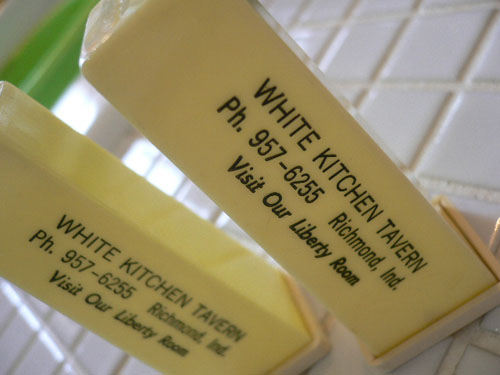 WHITE KITCHEN TAVERN
Ph. 957-6255 Richmond, Ind.
Visit Our Liberty Room
WHITE KITCHEN TAVERN
Ph. 957-6255 Richmond, Ind.
Visit Our Liberty Room